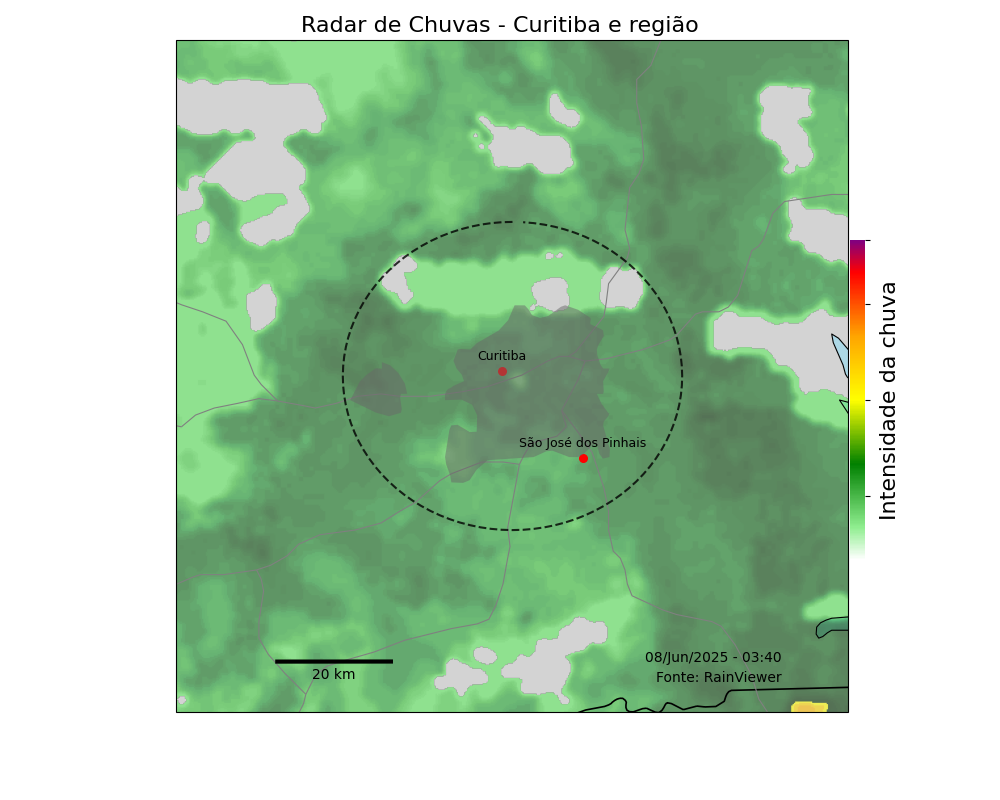 Radar de Chuvas - Curitiba e região
Curitiba
São José dos Pinhais
Intensidade da chuva
08/Jun/2025 - 03:40
Fonte: RainViewer
20 km